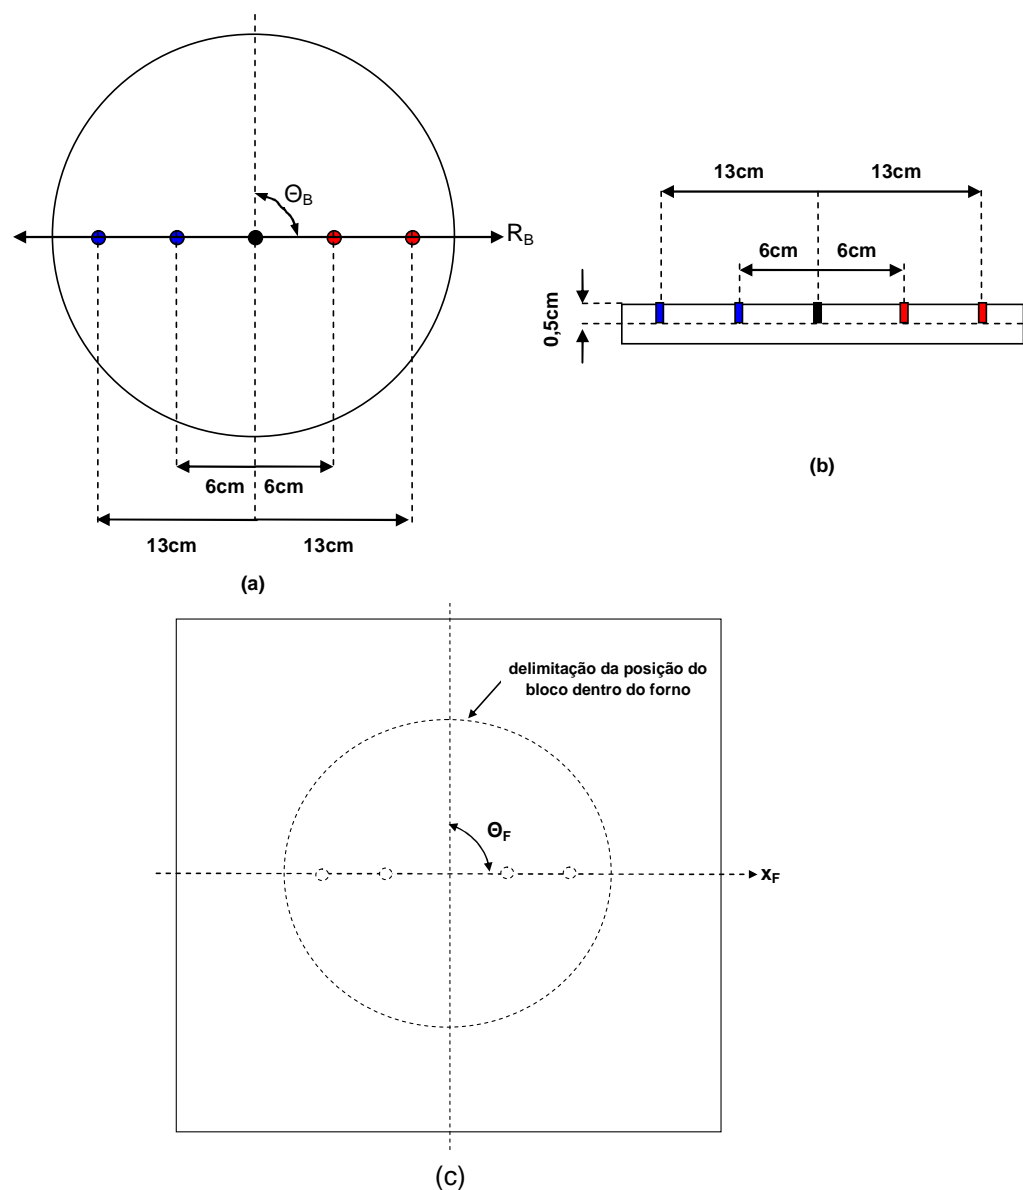 Θ_B
R_B
6cm 6cm
13cm 13cm
(a)
13cm 13cm
6cm 6cm
0,5cm
(b)
delimitação da posição do
bloco dentro do forno
Θ_F
x_F
(c)